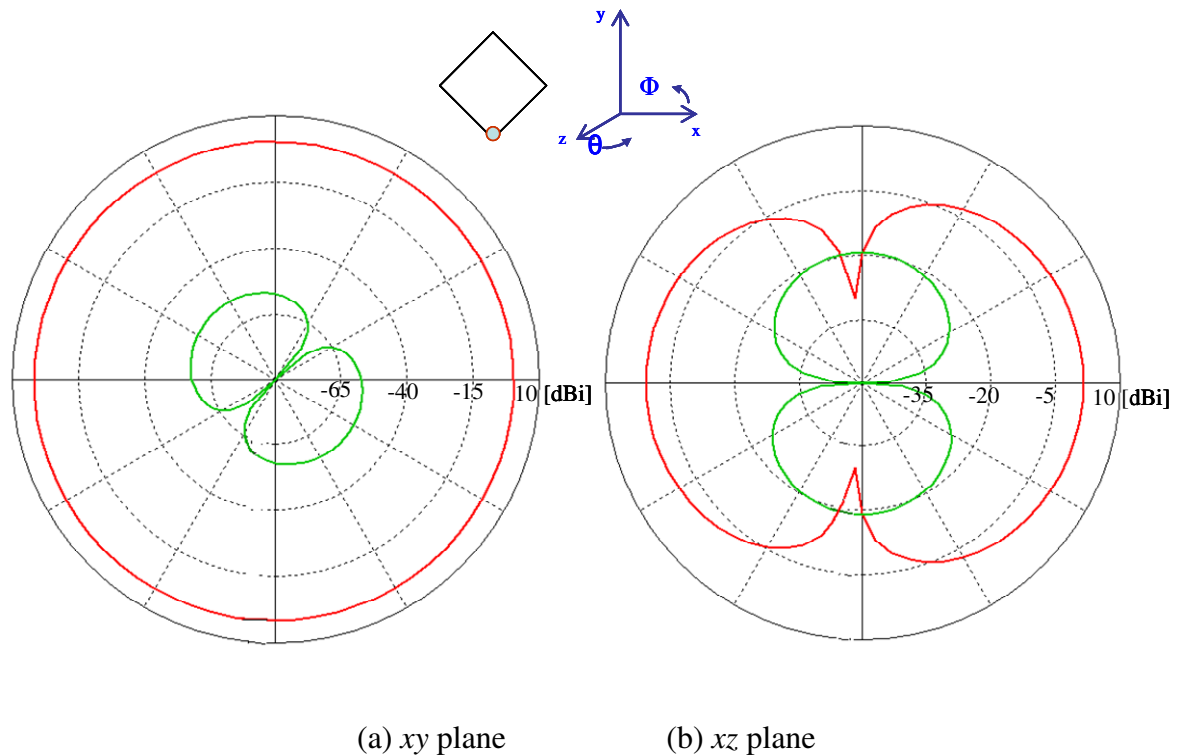 y
Φ
z
θ
x
-65 -40 -15 10 [dBi]
-35 -20 -5 10 [dBi]
(a) xy plane
(b) xz plane